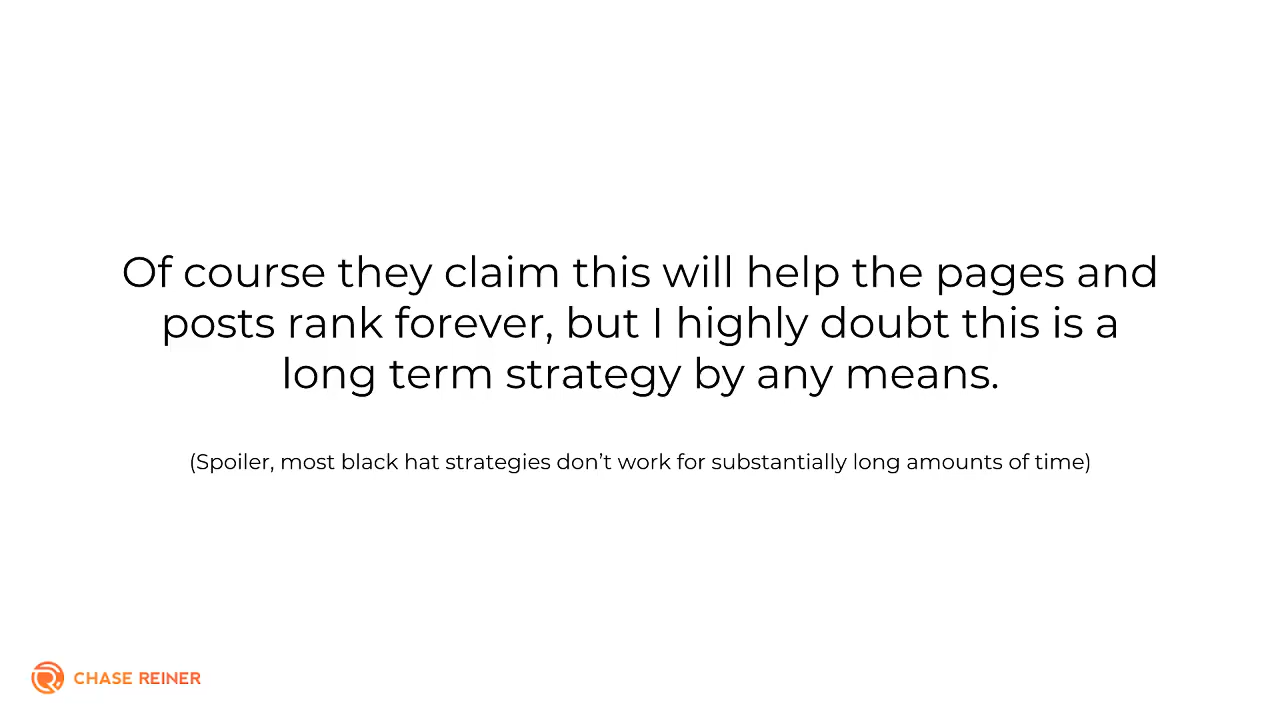 Of course they claim this will help the pages and
posts rank forever, but I highly doubt this is a
long term strategy by any means.
(Spoiler, most black hat strategies don’t work for substantially long amounts of time)
CHASE REINER